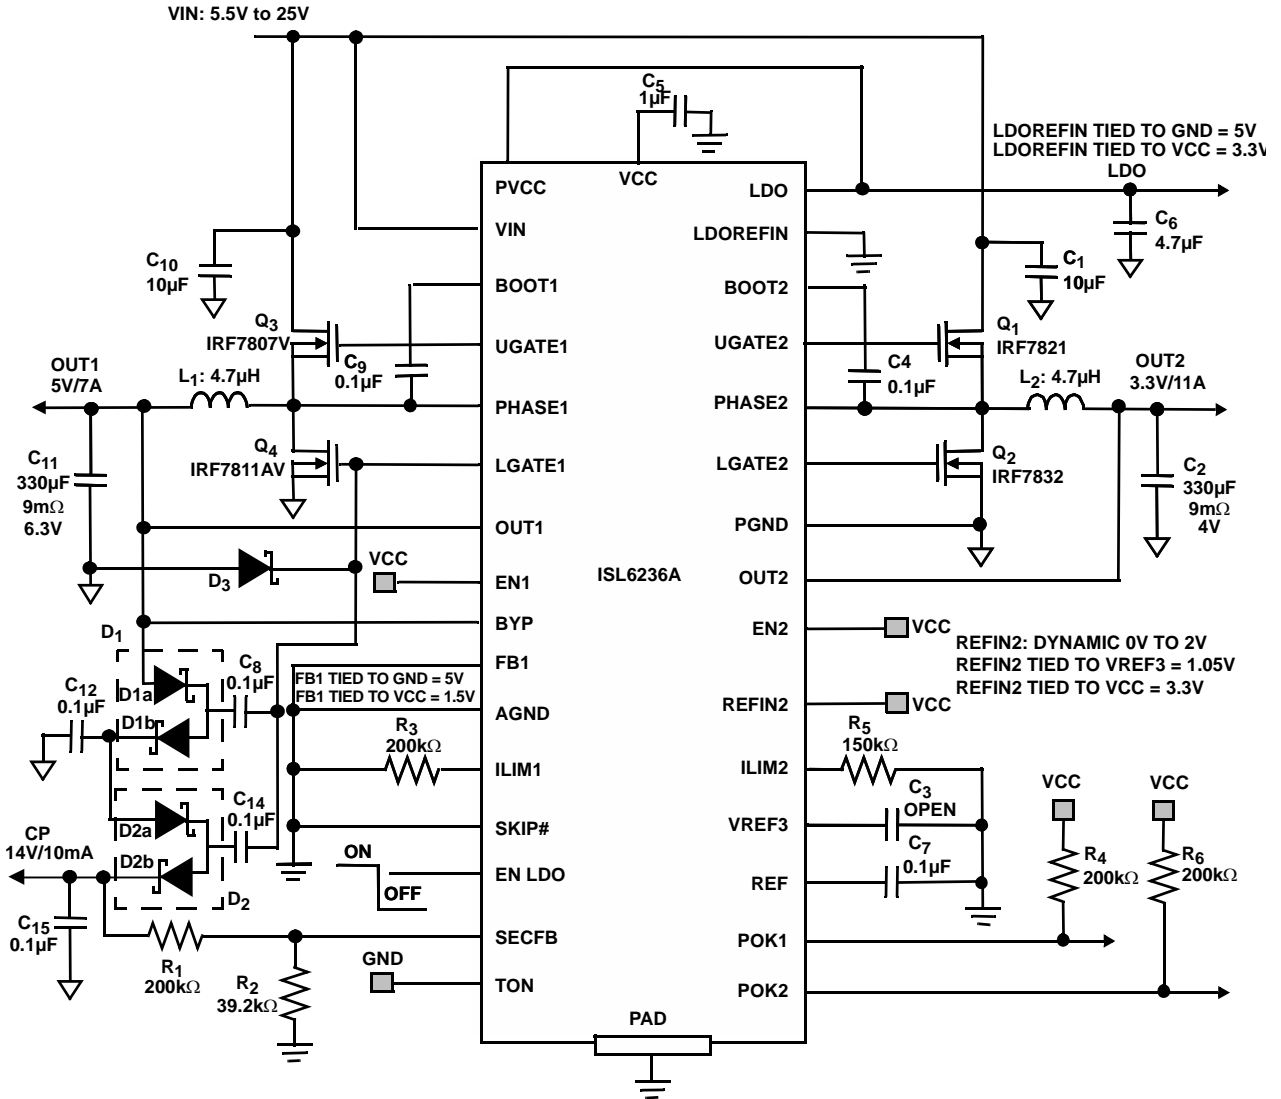 VIN: 5.5V to 25V
C5
1µF
LDOREFIN TIED TO GND = 5V
LDOREFIN TIED TO VCC = 3.3V
LDO
PVCC
VCC
LDO
VIN
LDOREFIN
C6
4.7µF
C10
10µF
C1
10µF
BOOT1
BOOT2
Q3
IRF7807V
UGATE1
UGATE2
Q1
IRF7821
OUT1
5V/7A
L1: 4.7µH
C9
0.1µF
C4
0.1µF
L2: 4.7µH
OUT2
3.3V/11A
PHASE1
PHASE2
Q4
IRF7811AV
LGATE1
LGATE2
Q2
IRF7832
C11
330µF
9mΩ
6.3V
C2
330µF
9mΩ
4V
OUT1
PGND
D3
VCC
EN1
ISL6236A
OUT2
BYP
EN2
VCC
REFIN2: DYNAMIC 0V TO 2V
REFIN2 TIED TO VREF3 = 1.05V
REFIN2 TIED TO VCC = 3.3V
D1
FB1
FB1 TIED TO GND = 5V
FB1 TIED TO VCC = 1.5V
C8
0.1µF
C12
0.1µF
D1a
D1b
AGND
REFIN2
VCC
R3
200kΩ
R5
150kΩ
ILIM1
ILIM2
C3
OPEN
VCC
VCC
C14
0.1µF
D2a
D2b
D2
CP
14V/10mA
SKIP#
VREF3
ON
OFF
EN LDO
C7
0.1µF
REF
R4
200kΩ
R6
200kΩ
C15
0.1µF
R1
200kΩ
SECFB
POK1
R2
39.2kΩ
GND
TON
POK2
PAD